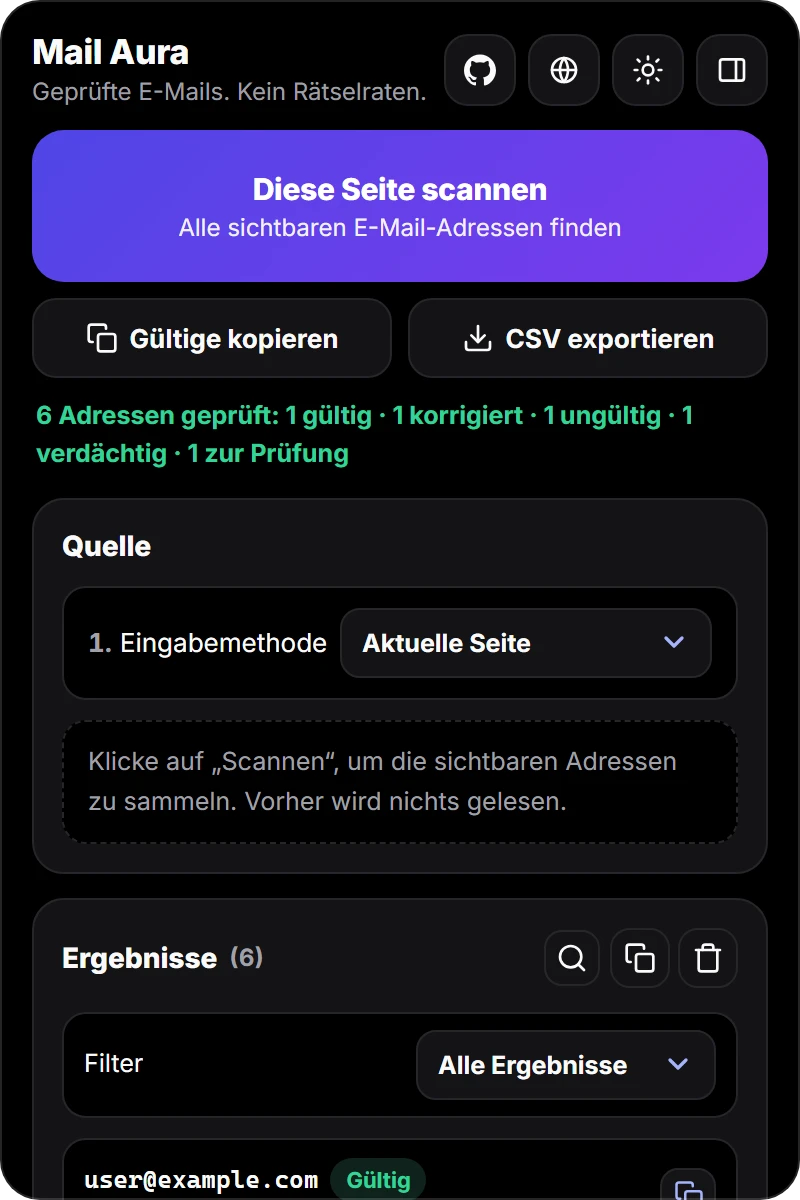 Mail Aura
Geprüfte E-Mails. Kein Rätselraten.
Diese Seite scannen
Alle sichtbaren E-Mail-Adressen finden
Gültige kopieren
CSV exportieren
6 Adressen geprüft: 1 gültig · 1 korrigiert · 1 ungültig · 1
verdächtig · 1 zur Prüfung
Quelle
1. Eingabemethode
Aktuelle Seite
Klicke auf „Scannen“, um die sichtbaren Adressen
zu sammeln. Vorher wird nichts gelesen.
Ergebnisse (6)
Filter
Alle Ergebnisse
user@example.com Gültig